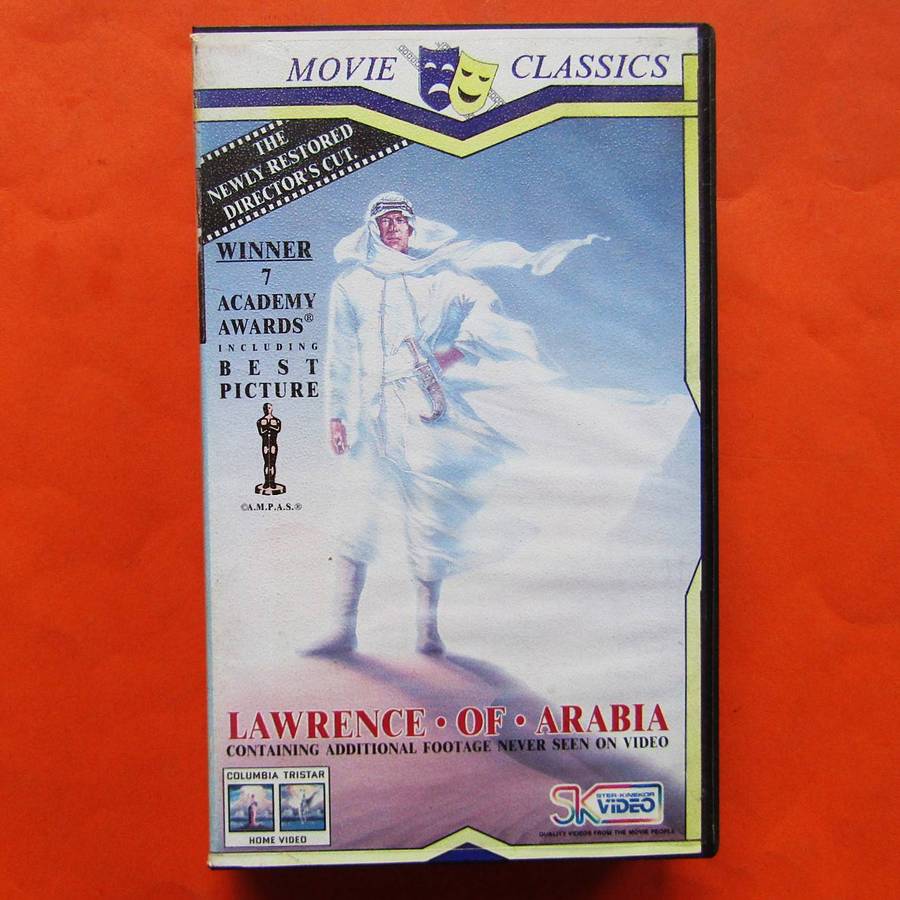 MOVIE CLASSICS
THE
NEWLY RESTORED
DIRECTOR'S CUT.
WINNER
7
ACADEMY
AWARDS®
INCLUDING
BEST
PICTURE
©A.M.P.A.S.®
LAWRENCE · OF · ARABIA
CONTAINING ADDITIONAL FOOTAGE NEVER SEEN ON VIDEO
COLUMBIA TRISTAR
HOME VIDEO
SK
STER-KINEKOR
VIDEO
QUALITY VIDEOS FROM THE MOVIE PEOPLE